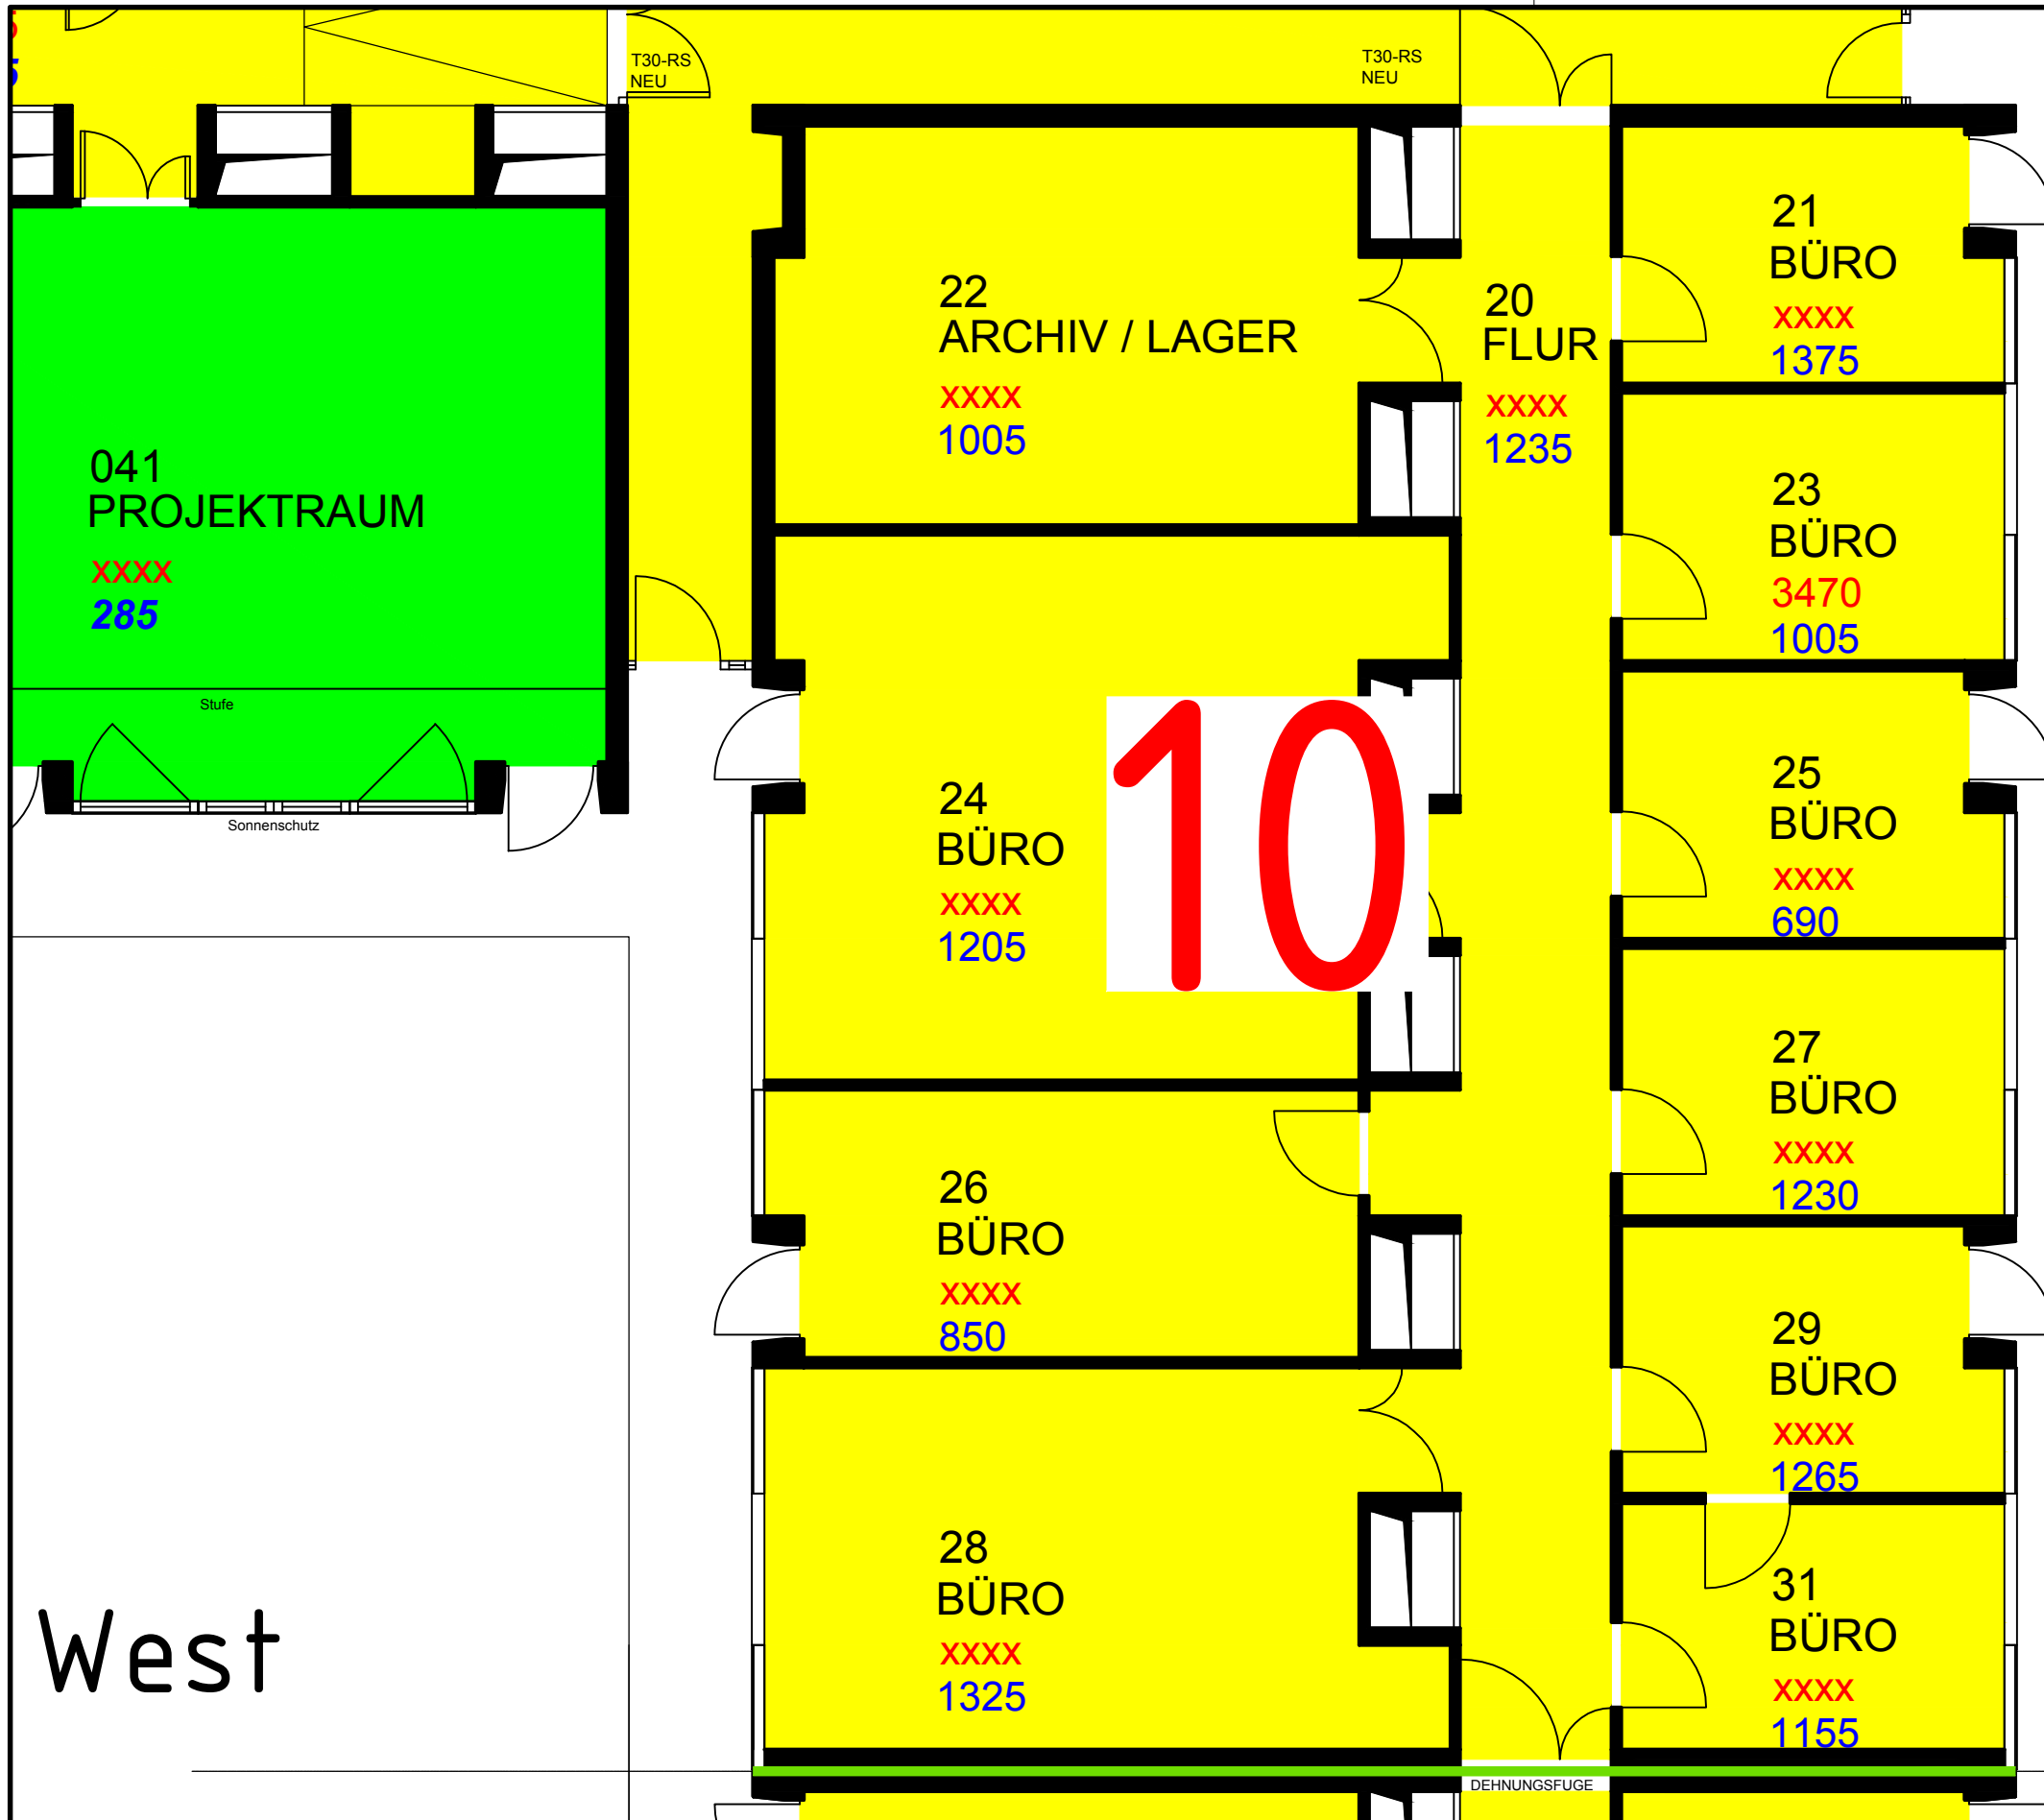 T30-RS
NEU
T30-RS
NEU
21
BÜRO
xxxx
1375
22
ARCHIV / LAGER
xxxx
1005
20
FLUR
xxxx
1235
041
PROJEKTRAUM
xxxx
285
23
BÜRO
3470
1005
Stufe
Sonnenschutz
24
BÜRO
xxxx
1205
10
25
BÜRO
xxxx
690
27
BÜRO
xxxx
1230
26
BÜRO
xxxx
850
29
BÜRO
xxxx
1265
28
BÜRO
xxxx
1325
31
BÜRO
xxxx
1155
West
DEHNUNGSFUGE